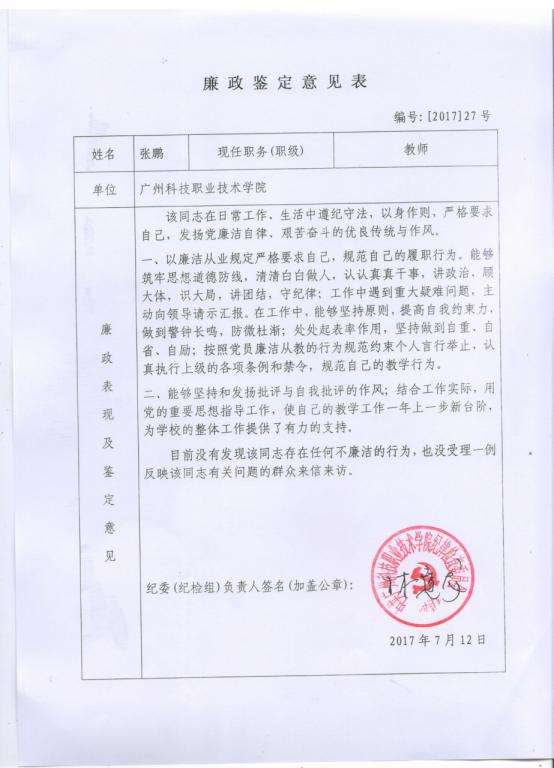 廉政鉴定意见表
编号:[2017]27号
姓名 张鹏 现任职务(职级) 教师
单位 广州科技职业技术学院
廉政表现及鉴定意见
该同志在日常工作、生活中遵纪守法，以身作则，严格要求
自己，发扬党廉洁自律、艰苦奋斗的优良传统与作风。
一、以廉洁从业规定严格要求自己，规范自己的履职行为。能够
筑牢思想道德防线，清清白白做人，认认真真干事，讲政治，顾
大体，识大局，讲团结，守纪律；工作中遇到重大疑难问题，主
动向领导请示汇报。在工作中，能够坚持原则，提高自我约束力，
做到警钟长鸣，防微杜渐；处处起表率作用，坚持做到自重、自
省、自励；按照党员廉洁从教的行为规范约束个人言行举止，认
真执行上级的各项条例和禁令，规范自己的教学行为。
二、能够坚持和发扬批评与自我批评的作风；结合工作实际，用
党的重要思想指导工作，使自己的教学工作一年上一步新台阶，
为学校的整体工作提供了有力的支持。
目前没有发现该同志存在任何不廉洁的行为，也没受理一例
反映该同志有关问题的群众来信来访。
纪委(纪检组)负责人签名(加盖公章)：
2017年7月12日